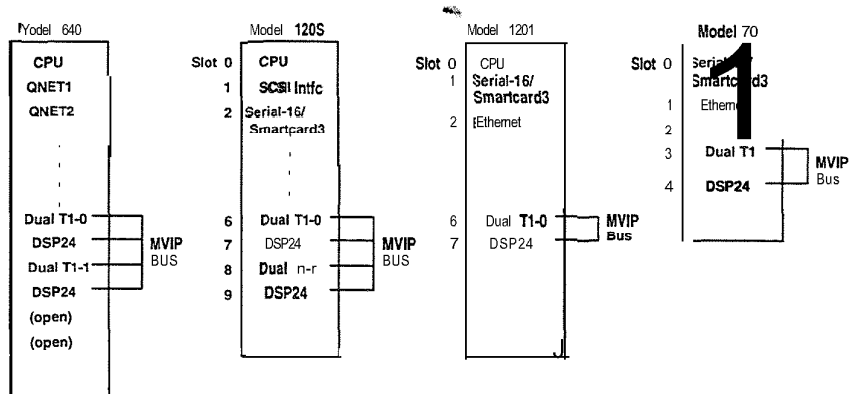 Yodel 640
CPU
QNET1
QNET2
Dual T1-0
DSP24
Dual T1-1
DSP24
(open)
(open)
MVIP
BUS
Model 120S
Slot 0 CPU
1 SCSI Intfc
2 Serial-16/
Smartcard3
6 Dual T1-0
7 DSP24
8 Dual n-r
9 DSP24
MVIP
BUS
Model 1201
Slot 0 CPU
1 Serial-16/
Smartcard3
2 Ethernet
6 Dual T1-0
7 DSP24
MVIP
Bus
Model 70
Slot 0
1
2
3 Dual T1
4 DSP24
MVIP
Bus
1